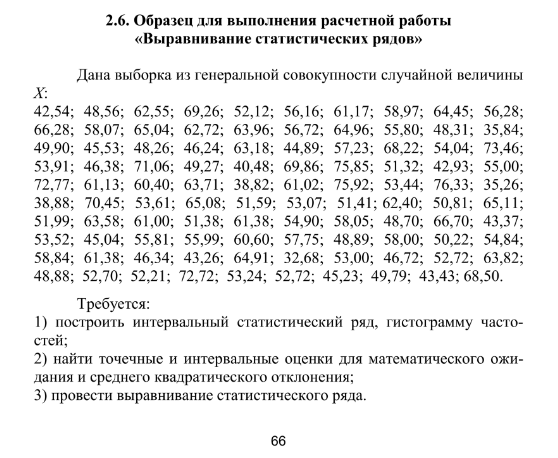 2.6. Образец для выполнения расчетной работы
«Выравнивание статистических рядов»
Дана выборка из генеральной совокупности случайной величины
X:
42,54; 48,56; 62,55; 69,26; 52,12; 56,16; 61,17; 58,97; 64,45; 56,28;
66,28; 58,07; 65,04; 62,72; 63,96; 56,72; 64,96; 55,80; 48,31; 35,84;
49,90; 45,53; 48,26; 46,24; 63,18; 44,89; 57,23; 68,22; 54,04; 73,46;
53,91; 46,38; 71,06; 49,27; 40,48; 69,86; 75,85; 51,32; 42,93; 55,00;
72,77; 61,13; 60,40; 63,71; 38,82; 61,02; 75,92; 53,44; 76,33; 35,26;
38,88; 70,45; 53,61; 65,08; 51,59; 53,07; 51,41; 62,40; 50,81; 65,11;
51,99; 63,58; 61,00; 51,38; 61,38; 54,90; 58,05; 48,70; 66,70; 43,37;
53,52; 45,04; 55,81; 55,99; 60,60; 57,75; 48,89; 58,00; 50,22; 54,84;
58,84; 61,38; 46,34; 43,26; 64,91; 32,68; 53,00; 46,72; 52,72; 63,82;
48,88; 52,70; 52,21; 72,72; 53,24; 52,72; 45,23; 49,79; 43,43; 68,50.
Требуется:
1) построить интервальный статистический ряд, гистограмму часто-
стей;
2) найти точечные и интервальные оценки для математического ожи-
дания и среднего квадратического отклонения;
3) провести выравнивание статистического ряда.
66